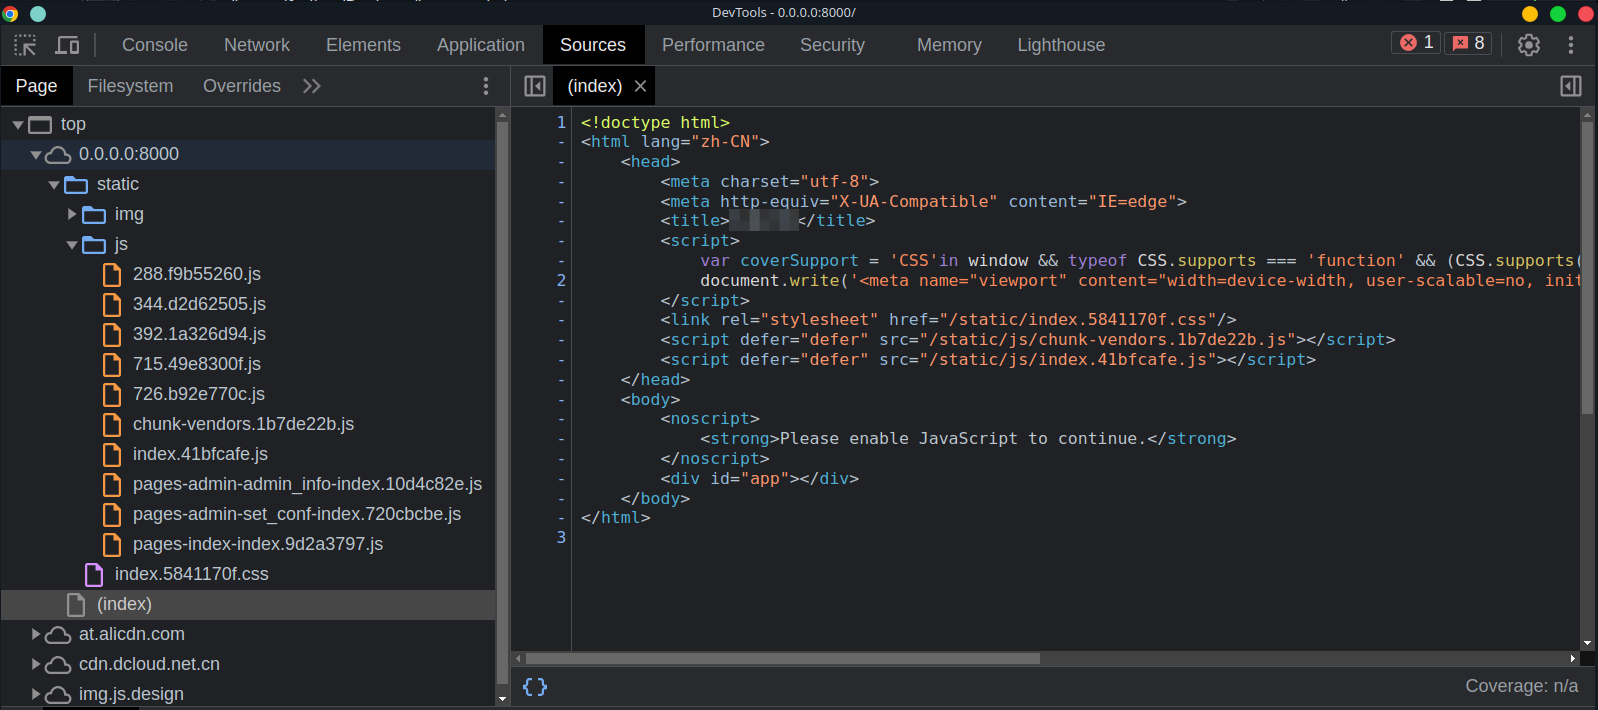 DevTools - 0.0.0.0:8000/
Console Network Elements Application Sources Performance Security Memory Lighthouse 1 8
Page Filesystem Overrides
(index)
top
0.0.0.0:8000
static
img
js
288.f9b55260.js
344.d2d62505.js
392.1a326d94.js
715.49e8300f.js
726.b92e770c.js
chunk-vendors.1b7de22b.js
index.41bfcafe.js
pages-admin-admin_info-index.10d4c82e.js
pages-admin-set_conf-index.720cbcbe.js
pages-index-index.9d2a3797.js
index.5841170f.css
(index)
at.alicdn.com
cdn.dcloud.net.cn
img.js.design
1 <!doctype html>
- <html lang="zh-CN">
- <head>
- <meta charset="utf-8">
- <meta http-equiv="X-UA-Compatible" content="IE=edge">
- <title></title>
- <script>
- var coverSupport = 'CSS'in window && typeof CSS.supports === 'function' && (CSS.supports(
2 document.write('<meta name="viewport" content="width=device-width, user-scalable=no, init
- </script>
- <link rel="stylesheet" href="/static/index.5841170f.css"/>
- <script defer="defer" src="/static/js/chunk-vendors.1b7de22b.js"></script>
- <script defer="defer" src="/static/js/index.41bfcafe.js"></script>
- </head>
- <body>
- <noscript>
- <strong>Please enable JavaScript to continue.</strong>
- </noscript>
- <div id="app"></div>
- </body>
- </html>
3
{}
Coverage: n/a